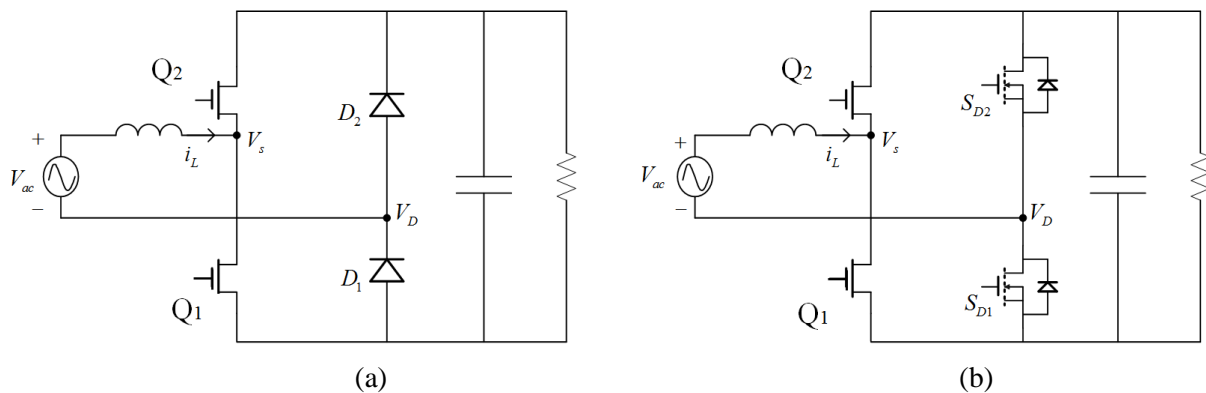 Q2
D2
+
Vs
iL
Vac
−
VD
Q1
D1
(a)
Q2
SD2
+
Vs
iL
Vac
−
VD
Q1
SD1
(b)